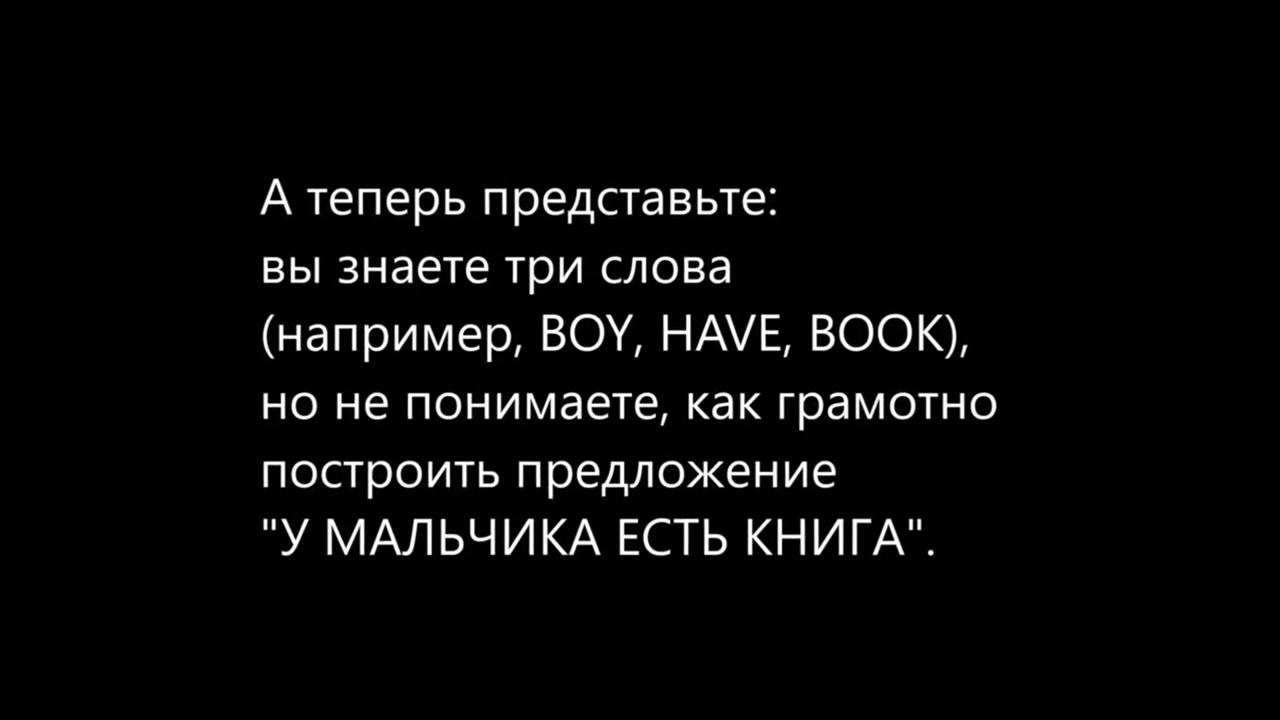 А теперь представьте:
вы знаете три слова
(например, BOY, HAVE, BOOK),
но не понимаете, как грамотно
построить предложение
"У МАЛЬЧИКА ЕСТЬ КНИГА".